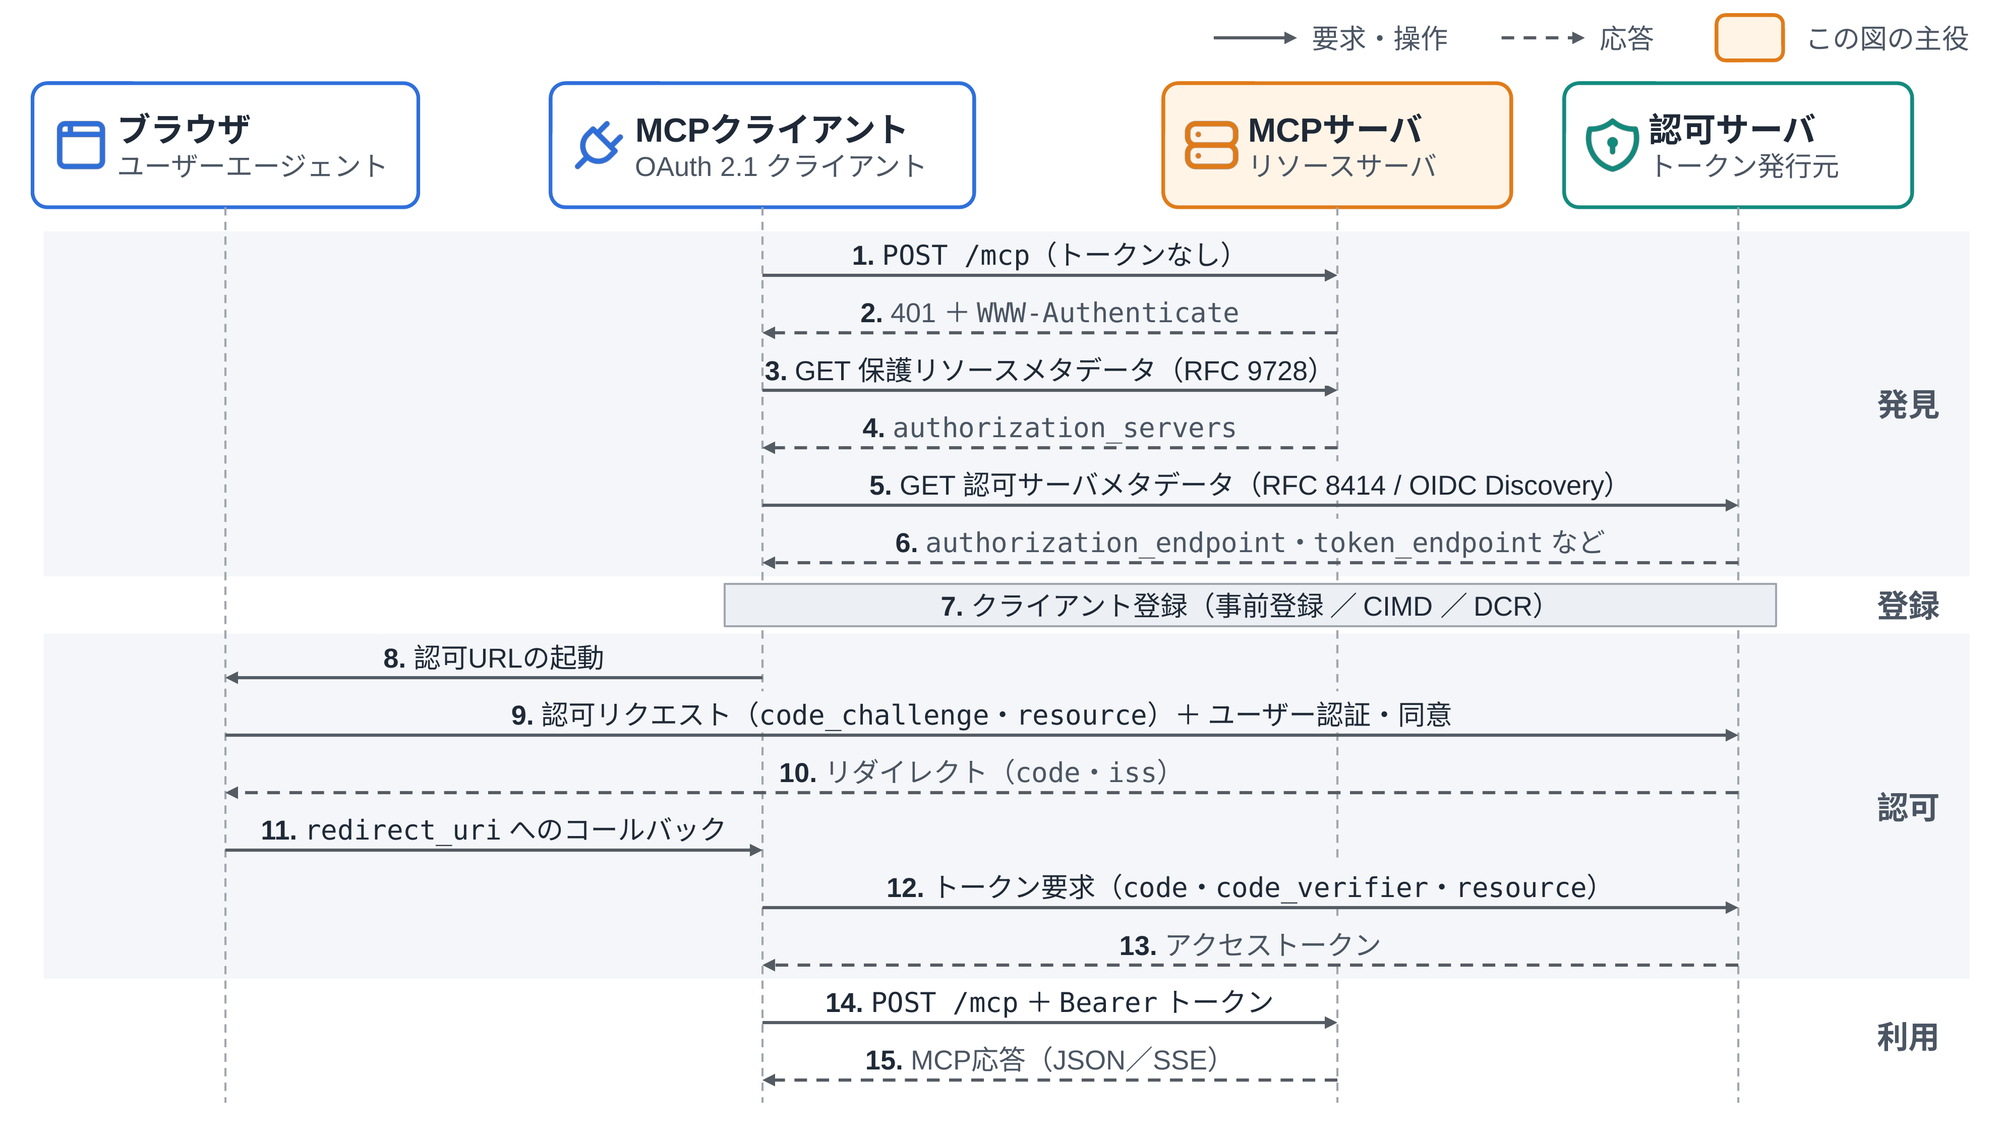 要求・操作
応答
この図の主役
ブラウザ
ユーザーエージェント
MCPクライアント
OAuth 2.1 クライアント
MCPサーバ
リソースサーバ
認可サーバ
トークン発行元
1. POST /mcp（トークンなし）
2. 401 ＋ WWW-Authenticate
3. GET 保護リソースメタデータ（RFC 9728）
発見
4. authorization_servers
5. GET 認可サーバメタデータ（RFC 8414 / OIDC Discovery）
6. authorization_endpoint・token_endpoint など
7. クライアント登録（事前登録 ／ CIMD ／ DCR）
登録
8. 認可URLの起動
9. 認可リクエスト（code_challenge・resource）＋ ユーザー認証・同意
10. リダイレクト（code・iss）
認可
11. redirect_uri へのコールバック
12. トークン要求（code・code_verifier・resource）
13. アクセストークン
14. POST /mcp ＋ Bearer トークン
利用
15. MCP応答（JSON／SSE）